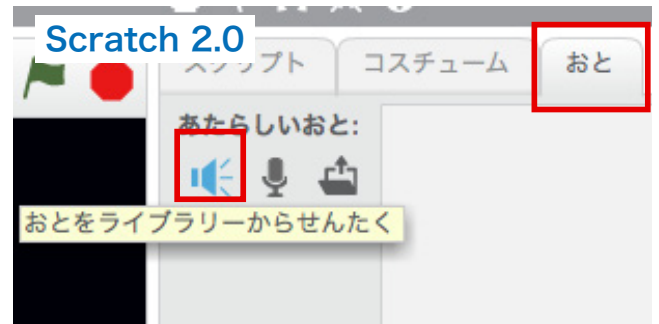 Scratch 2.0
スクリプト
コスチューム
おと
あたらしいおと:
おとをライブラリーからせんたく